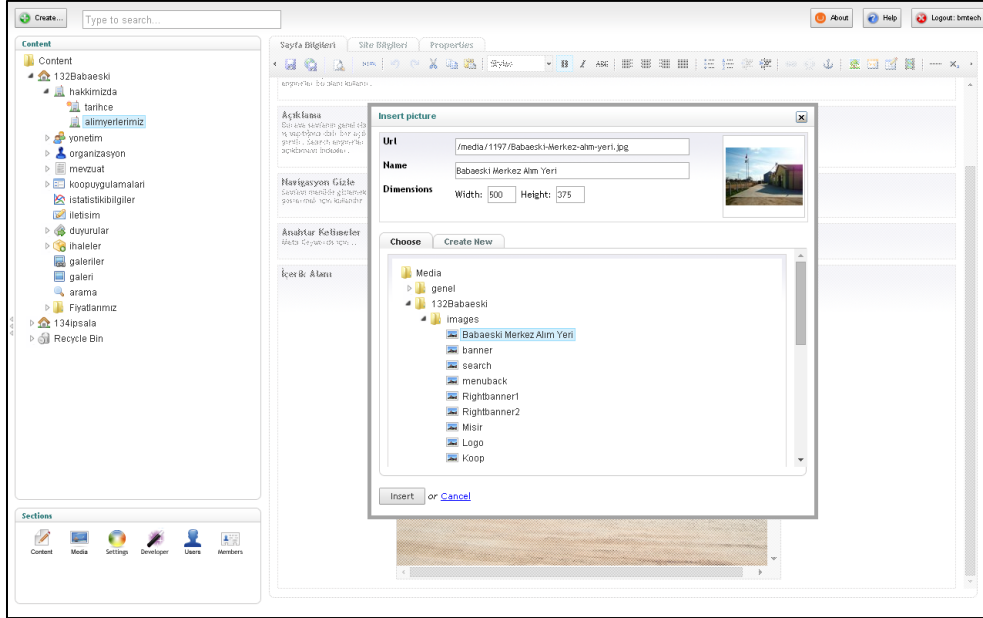 Create...
Type to search...
About
Help
Logout: bmtech
Content
Content
132Babaeski
hakkimizda
tarihce
alimyerlerimiz
yonetim
organizasyon
mevzuat
koopuygulamalari
istatistikibilgiler
iletisim
duyurular
ihaleler
galeriler
galeri
arama
Fiyatlarımız
134ipsala
Recycle Bin
Sections
Content Media Settings Developer Users Members
Sayfa Bilgileri Site Bilgileri Properties
Styles
B I ABC
Açıklama
Navigasyon Gizle
Anahtar Kelimeler
İçerik Alanı
Insert picture
Url
/media/1197/Babaeski-Merkez-alım-yeri.jpg
Name
Babaeski Merkez Alım Yeri
Dimensions
Width: 500 Height: 375
Choose Create New
Media
genel
132Babaeski
images
Babaeski Merkez Alım Yeri
banner
search
menuback
Rightbanner1
Rightbanner2
Misir
Logo
Koop
Insert or Cancel